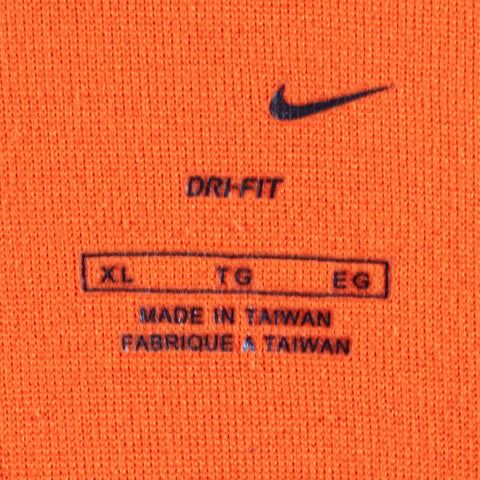 DRI-FIT
XL TG EG
MADE IN TAIWAN
FABRIQUE A TAIWAN